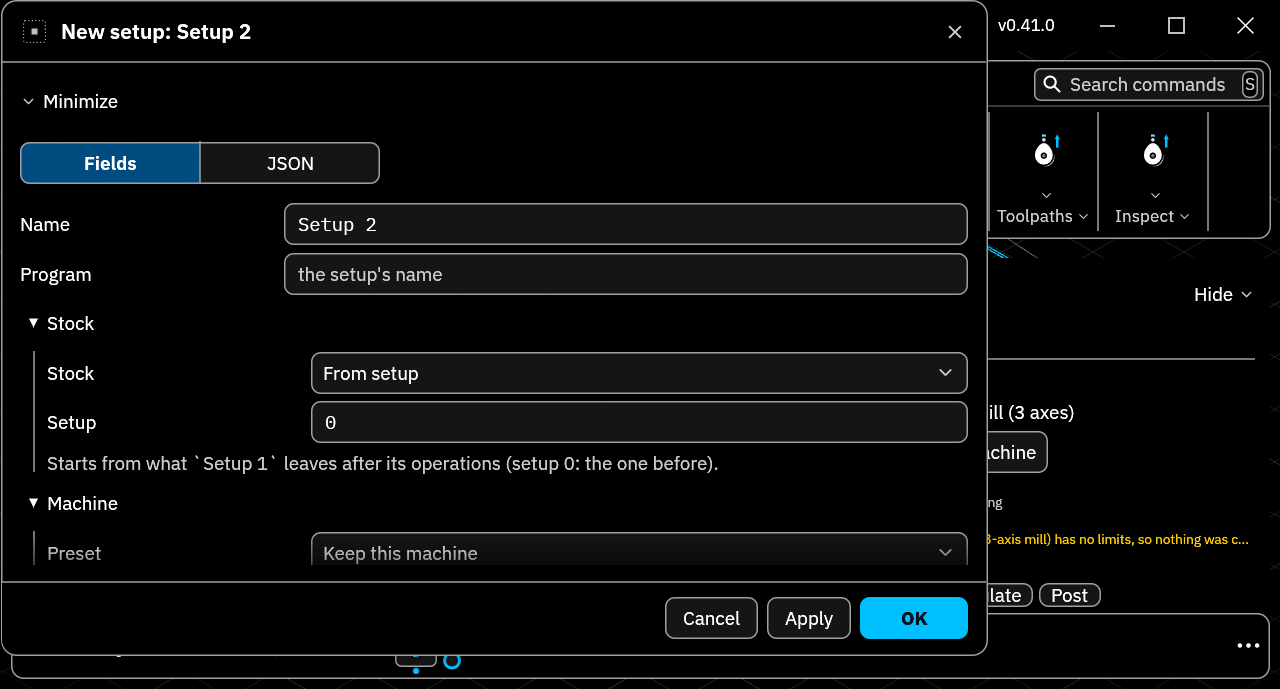 New setup: Setup 2
v0.41.0
Search commands S
Minimize
Fields JSON
Toolpaths Inspect
Name Setup 2
Program the setup's name
Hide
Stock
Stock From setup
ill (3 axes)
Setup 0
achine
Starts from what `Setup 1` leaves after its operations (setup 0: the one before).
Machine
ng
3-axis mill) has no limits, so nothing was c...
Preset Keep this machine
late Post
Cancel Apply OK